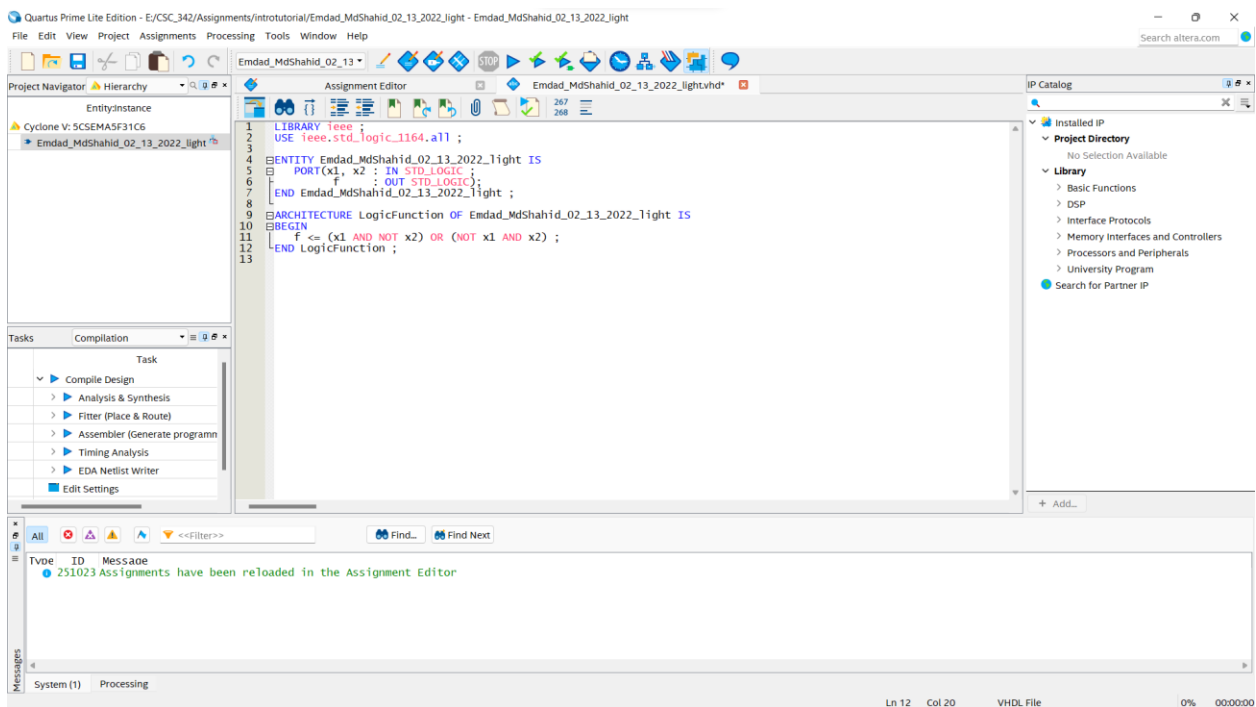 Quartus Prime Lite Edition - E:/CSC_342/Assignments/introtutorial/Emdad_MdShahid_02_13_2022_light - Emdad_MdShahid_02_13_2022_light
File Edit View Project Assignments Processing Tools Window Help
Search altera.com
Emdad_MdShahid_02_13
STOP
Project Navigator Hierarchy
Assignment Editor
Emdad_MdShahid_02_13_2022_light.vhd*
IP Catalog
Entity:Instance
Cyclone V: 5CSEMA5F31C6
Emdad_MdShahid_02_13_2022_light
267
268
1 LIBRARY ieee ;
2 USE ieee.std_logic_1164.all ;
3
4 ENTITY Emdad_MdShahid_02_13_2022_light IS
5 PORT(x1, x2 : IN STD_LOGIC ;
6 f : OUT STD_LOGIC);
7 END Emdad_MdShahid_02_13_2022_light ;
8
9 ARCHITECTURE LogicFunction OF Emdad_MdShahid_02_13_2022_light IS
10 BEGIN
11 f <= (x1 AND NOT x2) OR (NOT x1 AND x2) ;
12 END LogicFunction ;
13
Installed IP
Project Directory
No Selection Available
Library
Basic Functions
DSP
Interface Protocols
Memory Interfaces and Controllers
Processors and Peripherals
University Program
Search for Partner IP
+ Add...
Tasks Compilation
Task
Compile Design
Analysis & Synthesis
Fitter (Place & Route)
Assembler (Generate programm
Timing Analysis
EDA Netlist Writer
Edit Settings
All
<<Filter>>
Find...
Find Next
Type ID Message
251023 Assignments have been reloaded in the Assignment Editor
Messages
System (1) Processing
Ln 12 Col 20 VHDL File 0% 00:00:00